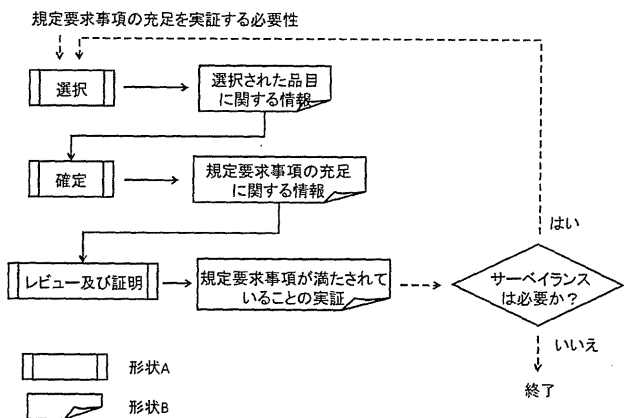 規定要求事項の充足を実証する必要性
選択
選択された品目
に関する情報
確定
規定要求事項の充足
に関する情報
はい
レビュー及び証明
規定要求事項が満たされて
いることの実証
サーベイランス
は必要か?
いいえ
形状A
終了
形状B